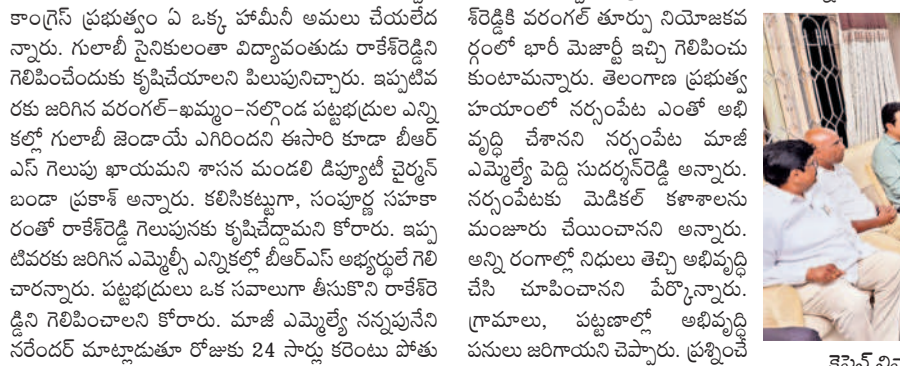 కాంగ్రెస్ ప్రభుత్వం ఏ ఒక్క హామీనీ అమలు చేయలేద
న్నారు. గులాబీ సైనికులంతా విద్యావంతుడు రాకేశ్‌రెడ్డిని
గెలిపించేందుకు కృషిచేయాలని పిలుపునిచ్చారు. ఇప్పటివ
రకు జరిగిన వరంగల్-ఖమ్మం-నల్గొండ పట్టభద్రుల ఎన్ని
కల్లో గులాబీ జెండాయే ఎగిరిందని ఈసారి కూడా బీఆర్
ఎస్ గెలుపు ఖాయమని శాసన మండలి డిప్యూటీ చైర్మన్
బండా ప్రకాశ్ అన్నారు. కలిసికట్టుగా, సంపూర్ణ సహకా
రంతో రాకేశ్‌రెడ్డి గెలుపునకు కృషిచేద్దామని కోరారు. ఇప్ప
టివరకు జరిగిన ఎమ్మెల్సీ ఎన్నికల్లో బీఆర్ఎస్ అభ్యర్థులే గెలి
చారన్నారు. పట్టభద్రులు ఒక సవాలుగా తీసుకొని రాకేశ్‌రె
డ్డిని గెలిపించాలని కోరారు. మాజీ ఎమ్మెల్యే నన్నపునేని
నరేందర్ మాట్లాడుతూ రోజుకు 24 సార్లు కరెంటు పోతు
శ్‌రెడ్డికి వరంగల్ తూర్పు నియోజకవ
ర్గంలో భారీ మెజార్టీ ఇచ్చి గెలిపించు
కుంటామన్నారు. తెలంగాణ ప్రభుత్వ
హయాంలో నర్సంపేట ఎంతో అభి
వృద్ధి చేశానని నర్సంపేట మాజీ
ఎమ్మెల్యే పెద్ది సుదర్శన్‌రెడ్డి అన్నారు.
నర్సంపేటకు మెడికల్ కళాశాలను
మంజూరు చేయించానని అన్నారు.
అన్ని రంగాల్లో నిధులు తెచ్చి అభివృద్ధి
చేసి చూపించానని పేర్కొన్నారు.
గ్రామాలు, పట్టణాల్లో అభివృద్ధి
పనులు జరిగాయని చెప్పారు. ప్రశ్నించే